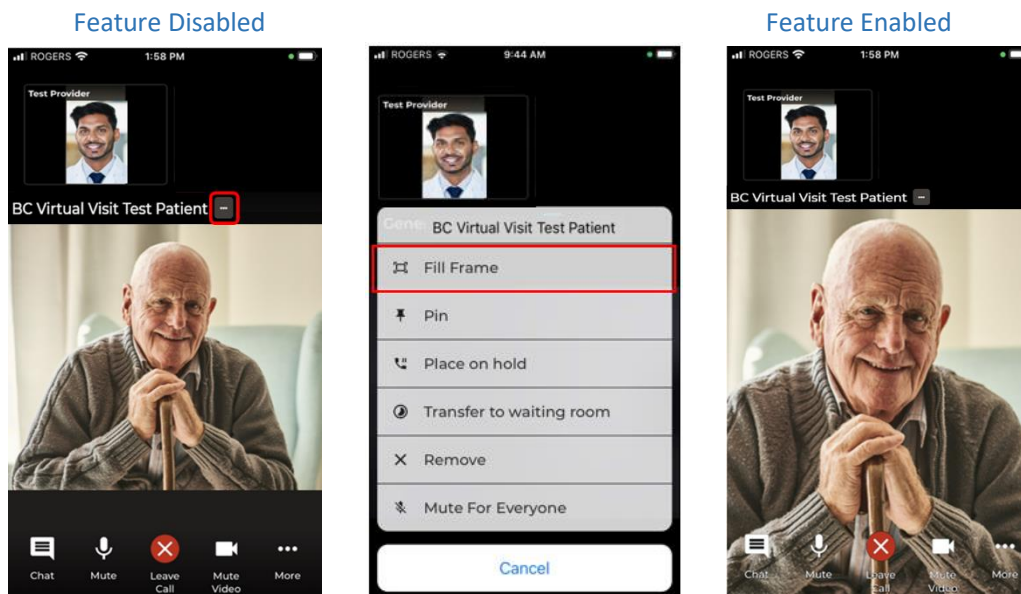 Feature Disabled
ROGERS 1:58 PM
Test Provider
BC Virtual Visit Test Patient
Chat Mute Leave Call Mute Video More
ROGERS 9:44 AM
Test Provider
Gene
BC Virtual Visit Test Patient
Fill Frame
Pin
Place on hold
Transfer to waiting room
Remove
Mute For Everyone
Cancel
Feature Enabled
ROGERS 1:58 PM
Test Provider
BC Virtual Visit Test Patient
Chat Mute Leave Call Mute Video More